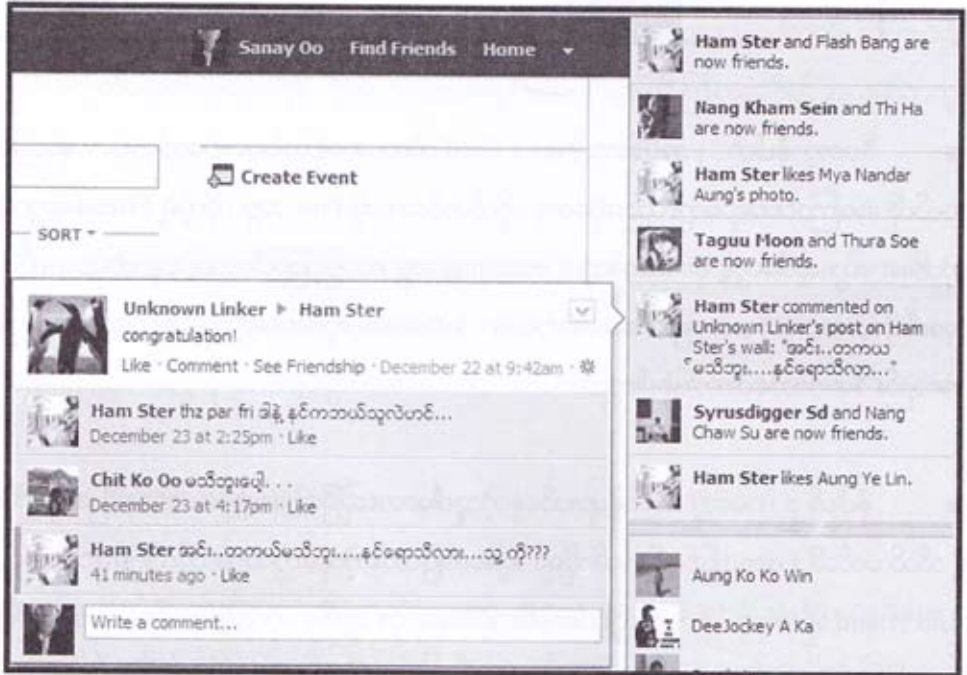 Sanay Oo Find Friends Home
Create Event
SORT
Unknown Linker ▶ Ham Ster
congratulation!
Like · Comment · See Friendship · December 22 at 9:42am ·
Ham Ster thz par fri ဒါနဲ့ နင်ကဘယ်သူလဲဟင်...
December 23 at 2:25pm · Like
Chit Ko Oo မသိဘူးပေါ့. . .
December 23 at 4:17pm · Like
Ham Ster အင်း..တကယ်မသိဘူး....နင်ရောသိလား...သူ့ကို???
41 minutes ago · Like
Write a comment...
Ham Ster and Flash Bang are
now friends.
Nang Kham Sein and Thi Ha
are now friends.
Ham Ster likes Mya Nandar
Aung's photo.
Taguu Moon and Thura Soe
are now friends.
Ham Ster commented on
Unknown Linker's post on Ham
Ster's wall: "အင်း..တကယ
်မသိဘူး....နင်ရောသိလာ..."
Syrusdigger Sd and Nang
Chaw Su are now friends.
Ham Ster likes Aung Ye Lin.
Aung Ko Ko Win
DeeJockey A Ka